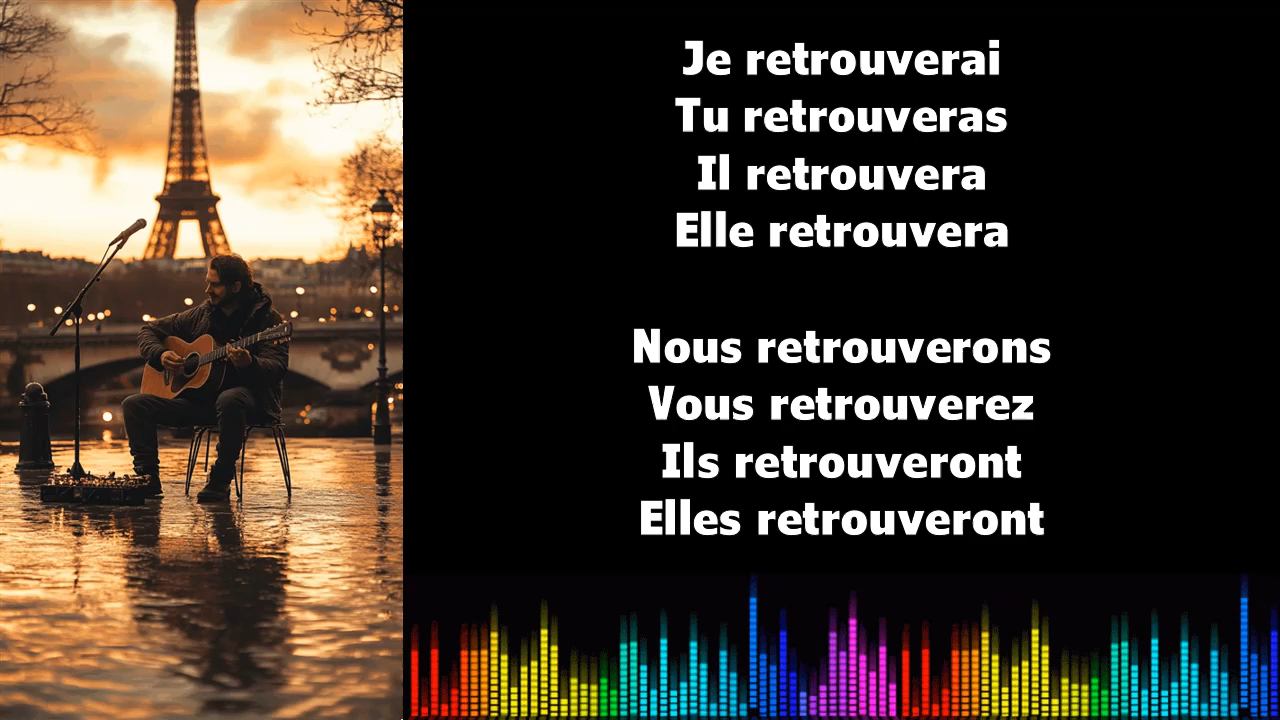 Je retrouverai
Tu retrouveras
Il retrouvera
Elle retrouvera
Nous retrouverons
Vous retrouverez
Ils retrouveront
Elles retrouveront